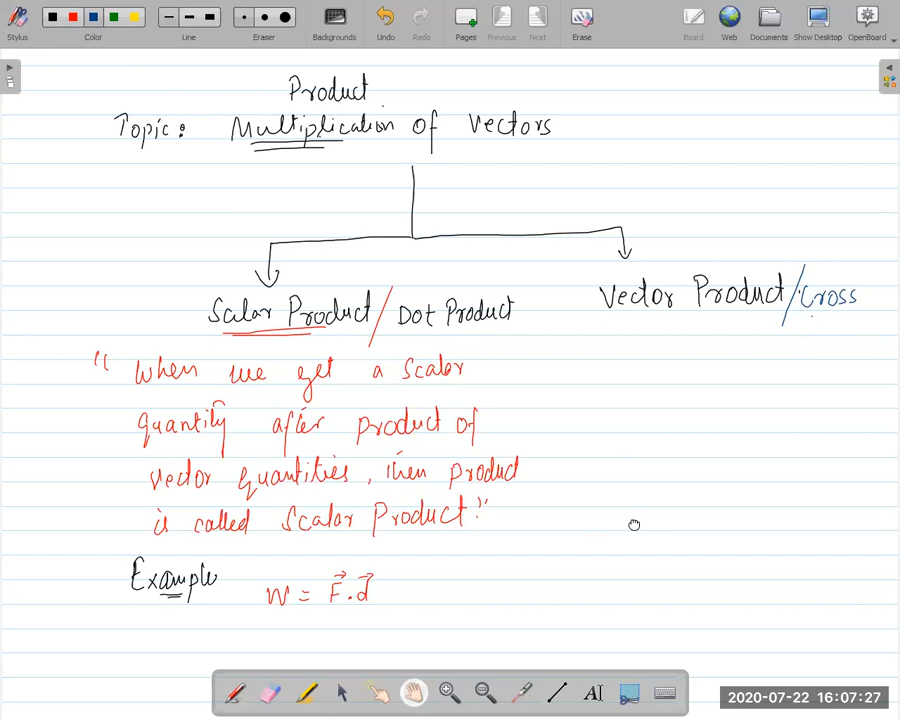 Stylus
Color
Line
Eraser
Backgrounds
Undo
Redo
Pages
Previous
Next
Erase
Board
Web
Documents
Show Desktop
OpenBoard
Product
Topic: Multiplication of Vectors
Scalar Product / Dot Product
Vector Product / Cross
"When we get a scalar
quantity after product of
vector quantities, then product
is called Scalar Product."
Example
W = F⃗ . d⃗
2020-07-22 16:07:27